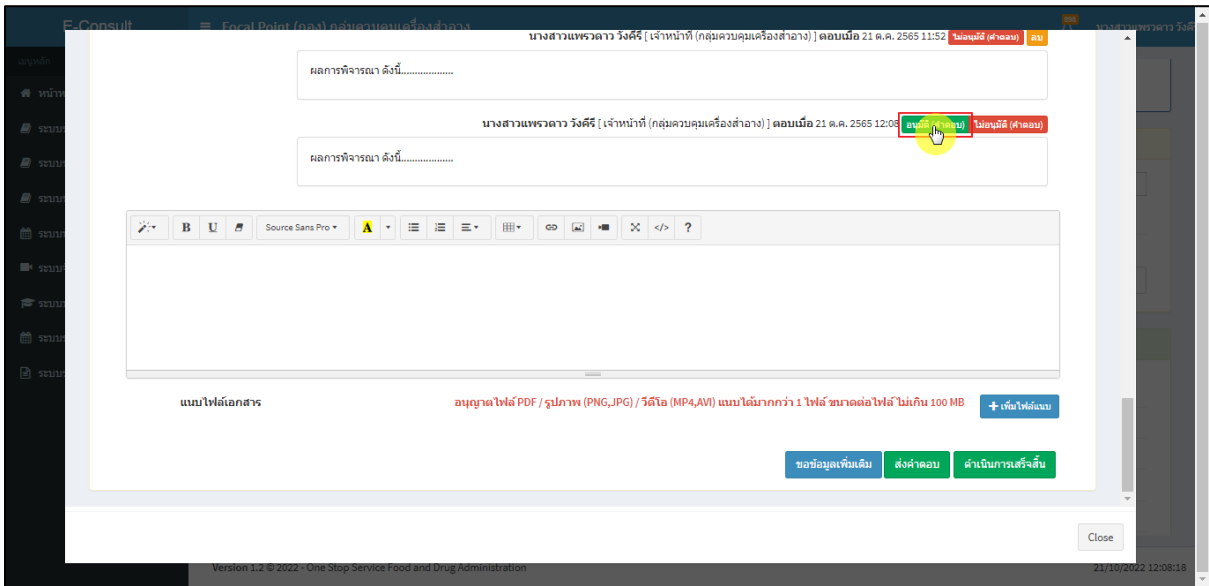 E-Consult
Focal Point (กอง) กลุ่มควบคุมเครื่องสำอาง
นางสาวแพรวดาว วังคีรี
นางสาวแพรวดาว วังคีรี [ เจ้าหน้าที่ (กลุ่มควบคุมเครื่องสำอาง) ] ตอบเมื่อ 21 ต.ค. 2565 11:52 ไม่อนุมัติ (คำตอบ) ลบ
เมนูหลัก
ผลการพิจารณา ดังนี้..................
นางสาวแพรวดาว วังคีรี [ เจ้าหน้าที่ (กลุ่มควบคุมเครื่องสำอาง) ] ตอบเมื่อ 21 ต.ค. 2565 12:08 อนุมัติ (คำตอบ) ไม่อนุมัติ (คำตอบ)
ผลการพิจารณา ดังนี้..................
B U Source Sans Pro A </> ?
แนบไฟล์เอกสาร อนุญาตไฟล์ PDF / รูปภาพ (PNG,JPG) / วีดีโอ (MP4,AVI) แนบได้มากกว่า 1 ไฟล์ ขนาดต่อไฟล์ ไม่เกิน 100 MB เพิ่มไฟล์แนบ
ขอข้อมูลเพิ่มเติม ส่งคำตอบ ดำเนินการเสร็จสิ้น
Close
Version 1.2 © 2022 - One Stop Service Food and Drug Administration 21/10/2022 12:08:18